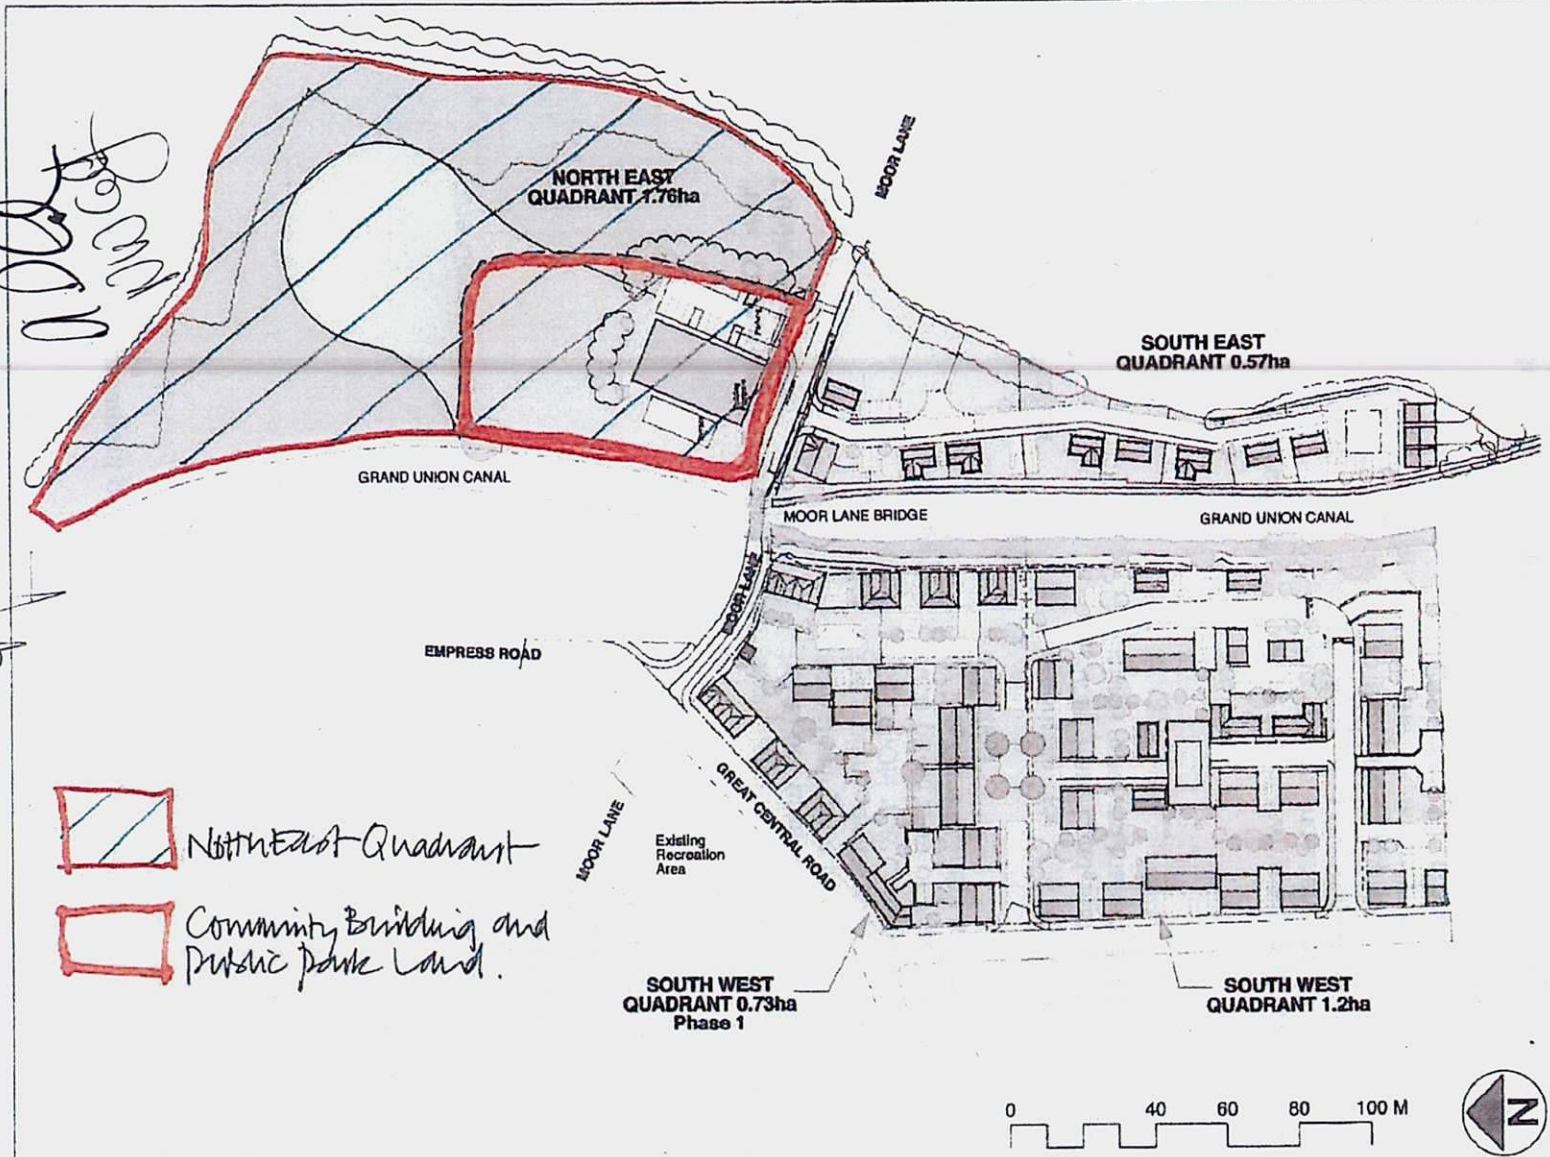 MOOR LANE
NORTH EAST
QUADRANT 1.76ha
SOUTH EAST
QUADRANT 0.57ha
GRAND UNION CANAL
MOOR LANE BRIDGE
GRAND UNION CANAL
MOOR LANE
EMPRESS ROAD
GREAT CENTRAL ROAD
MOOR LANE
Existing
Recreation
Area
North East Quadrant
Community Building and
Public Park Land.
SOUTH WEST
QUADRANT 0.73ha
Phase 1
SOUTH WEST
QUADRANT 1.2ha
0 40 60 80 100 M
N